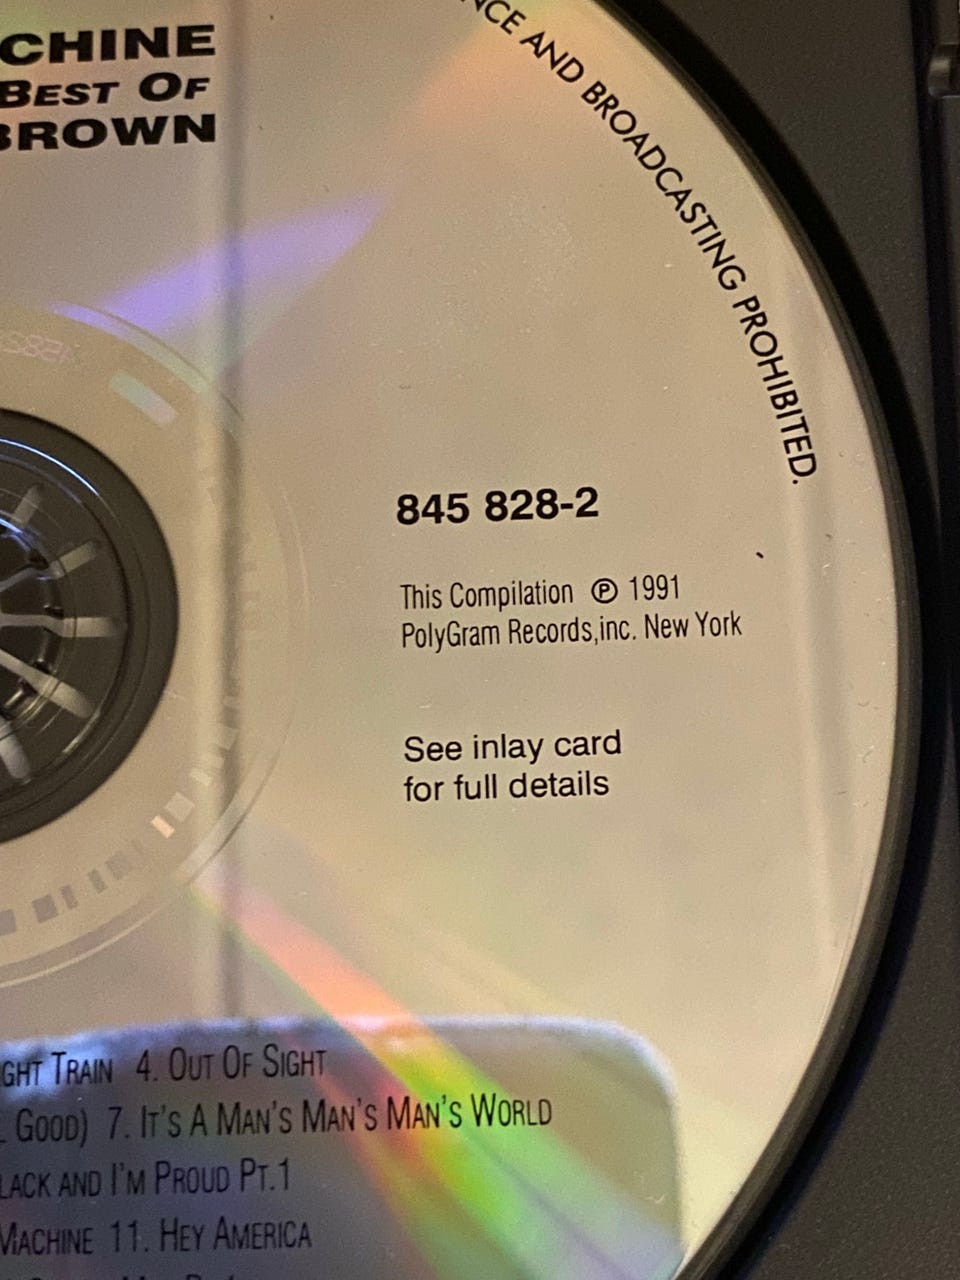 CHINE
BEST OF
BROWN
AND BROADCASTING PROHIBITED.
845 828-2
This Compilation ℗ 1991
PolyGram Records,inc. New York
See inlay card
for full details
GHT TRAIN 4. OUT OF SIGHT
GOOD) 7. IT'S A MAN'S MAN'S MAN'S WORLD
LACK AND I'M PROUD PT.1
MACHINE 11. HEY AMERICA